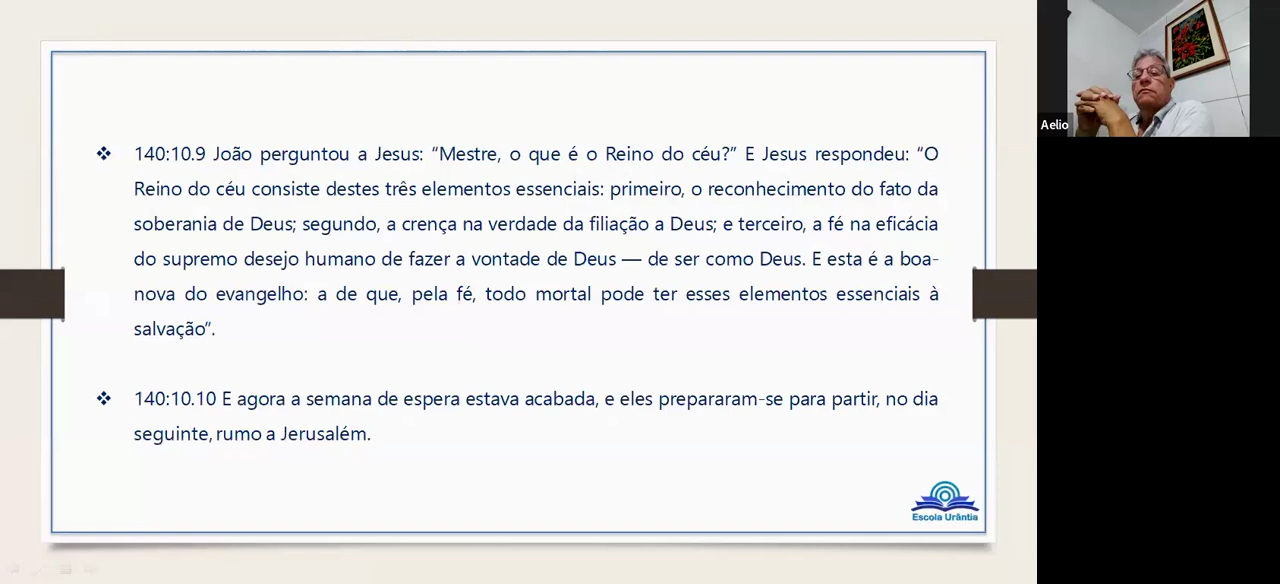 ❖ 140:10.9 João perguntou a Jesus: “Mestre, o que é o Reino do céu?” E Jesus respondeu: “O
Reino do céu consiste destes três elementos essenciais: primeiro, o reconhecimento do fato da
soberania de Deus; segundo, a crença na verdade da filiação a Deus; e terceiro, a fé na eficácia
do supremo desejo humano de fazer a vontade de Deus — de ser como Deus. E esta é a boa-
nova do evangelho: a de que, pela fé, todo mortal pode ter esses elementos essenciais à
salvação”.
❖ 140:10.10 E agora a semana de espera estava acabada, e eles prepararam-se para partir, no dia
seguinte, rumo a Jerusalém.
Escola Urântia
Aelio